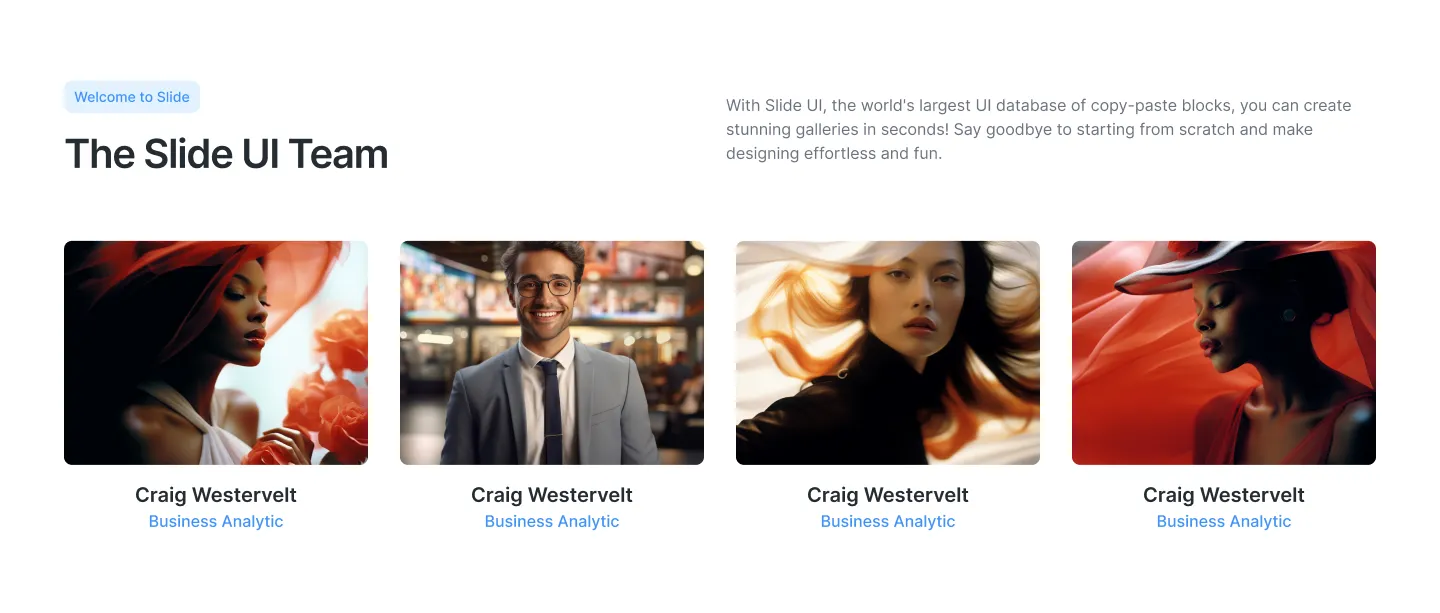 Welcome to Slide
The Slide UI Team
With Slide UI, the world's largest UI database of copy-paste blocks, you can create
stunning galleries in seconds! Say goodbye to starting from scratch and make
designing effortless and fun.
Craig Westervelt
Business Analytic
Craig Westervelt
Business Analytic
Craig Westervelt
Business Analytic
Craig Westervelt
Business Analytic